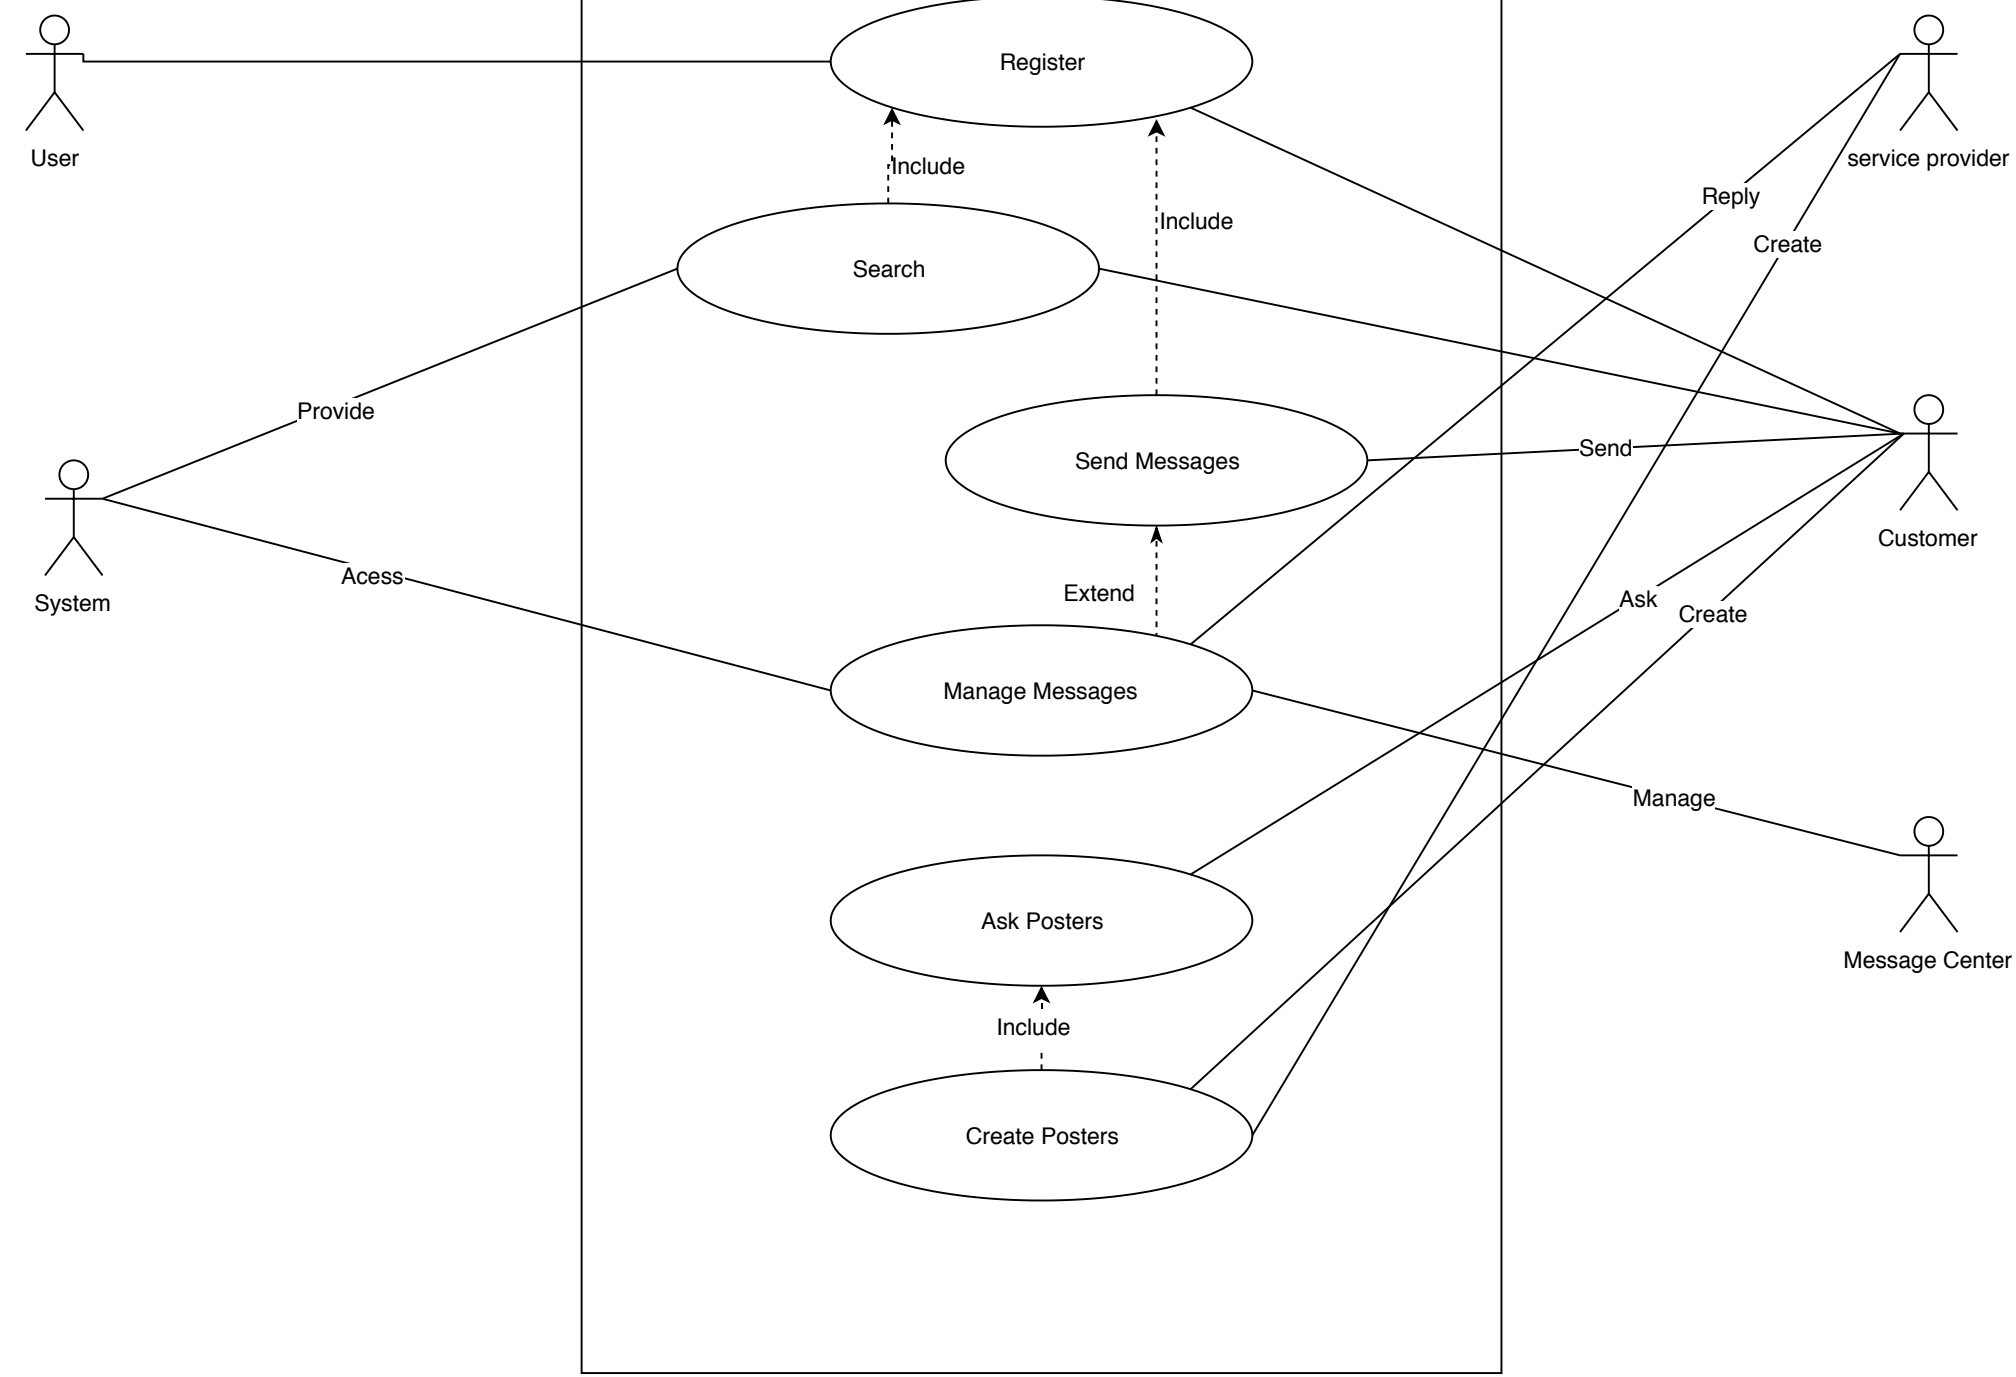 Register
User
service provider
Include
Reply
Include
Create
Search
Provide
Send
Send Messages
Customer
Acess
Extend
System
Ask
Create
Manage Messages
Manage
Ask Posters
Message Center
Include
Create Posters